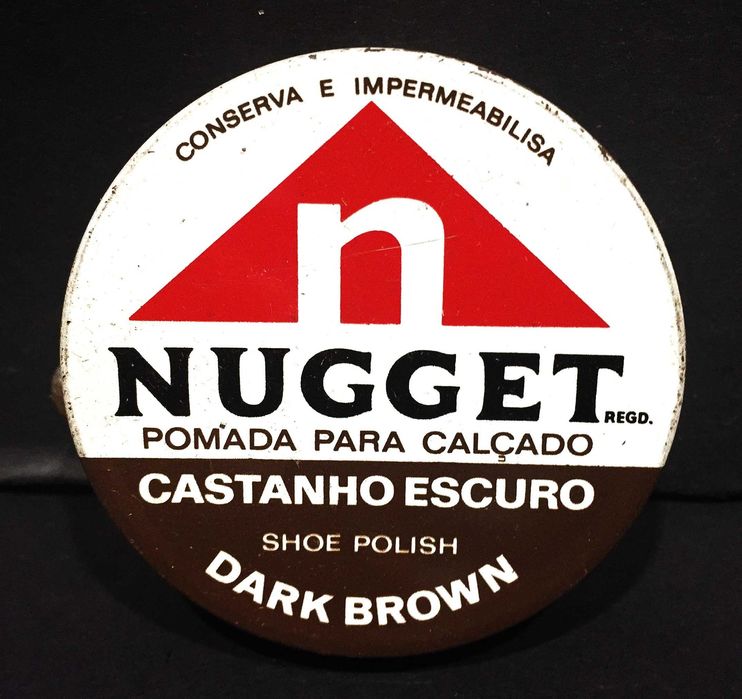 CONSERVA E IMPERMEABILISA
n
NUGGET REGD.
POMADA PARA CALÇADO
CASTANHO ESCURO
SHOE POLISH
DARK BROWN